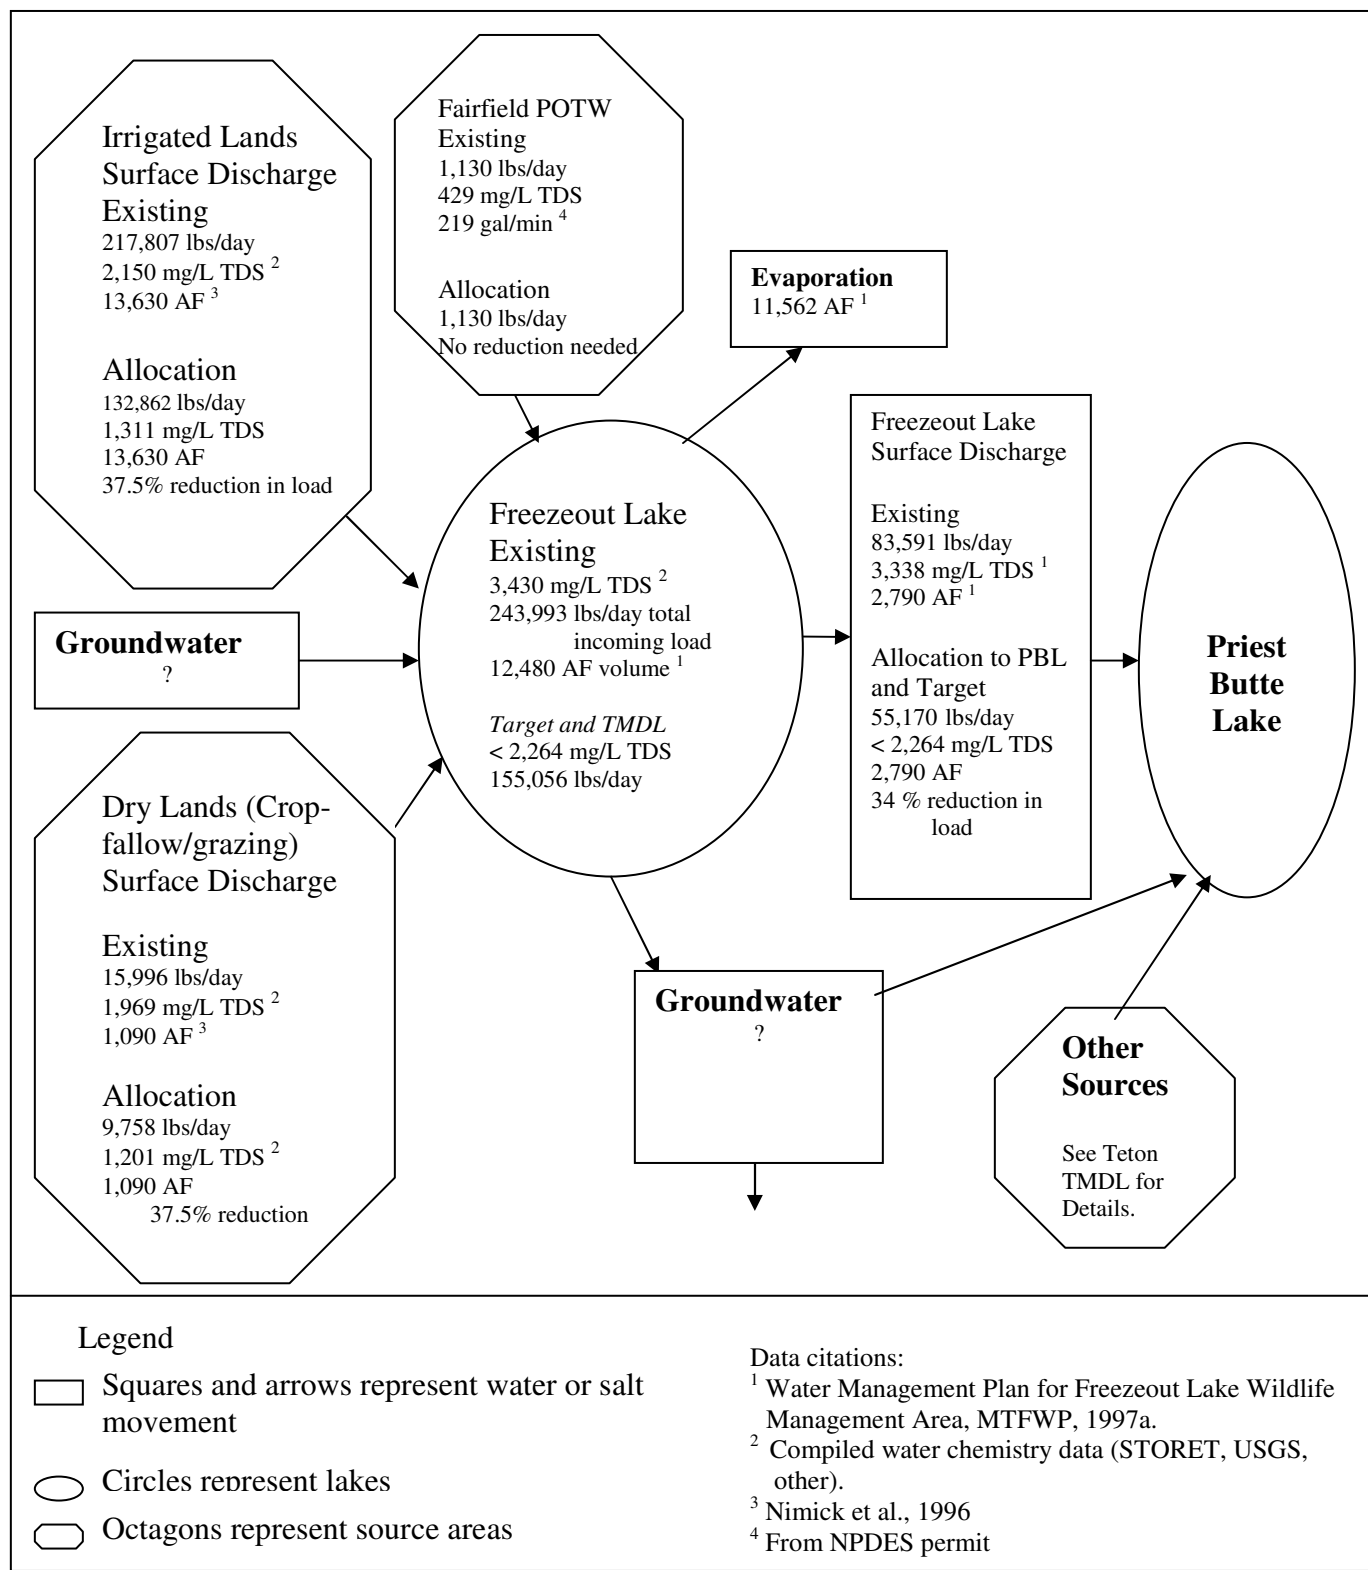 Irrigated Lands
Surface Discharge
Existing
217,807 lbs/day
2,150 mg/L TDS 2
13,630 AF 3
Allocation
132,862 lbs/day
1,311 mg/L TDS
13,630 AF
37.5% reduction in load
Fairfield POTW
Existing
1,130 lbs/day
429 mg/L TDS
219 gal/min 4
Allocation
1,130 lbs/day
No reduction needed
Evaporation
11,562 AF 1
Groundwater
?
Freezeout Lake
Existing
3,430 mg/L TDS 2
243,993 lbs/day total
incoming load
12,480 AF volume 1
Target and TMDL
< 2,264 mg/L TDS
155,056 lbs/day
Freezeout Lake
Surface Discharge
Existing
83,591 lbs/day
3,338 mg/L TDS 1
2,790 AF 1
Allocation to PBL
and Target
55,170 lbs/day
< 2,264 mg/L TDS
2,790 AF
34 % reduction in
load
Priest
Butte
Lake
Dry Lands (Crop-
fallow/grazing)
Surface Discharge
Existing
15,996 lbs/day
1,969 mg/L TDS 2
1,090 AF 3
Allocation
9,758 lbs/day
1,201 mg/L TDS 2
1,090 AF
37.5% reduction
Groundwater
?
Other
Sources
See Teton
TMDL for
Details.
Legend
Squares and arrows represent water or salt
movement
Circles represent lakes
Octagons represent source areas
Data citations:
1 Water Management Plan for Freezeout Lake Wildlife
Management Area, MTFWP, 1997a.
2 Compiled water chemistry data (STORET, USGS,
other).
3 Nimick et al., 1996
4 From NPDES permit